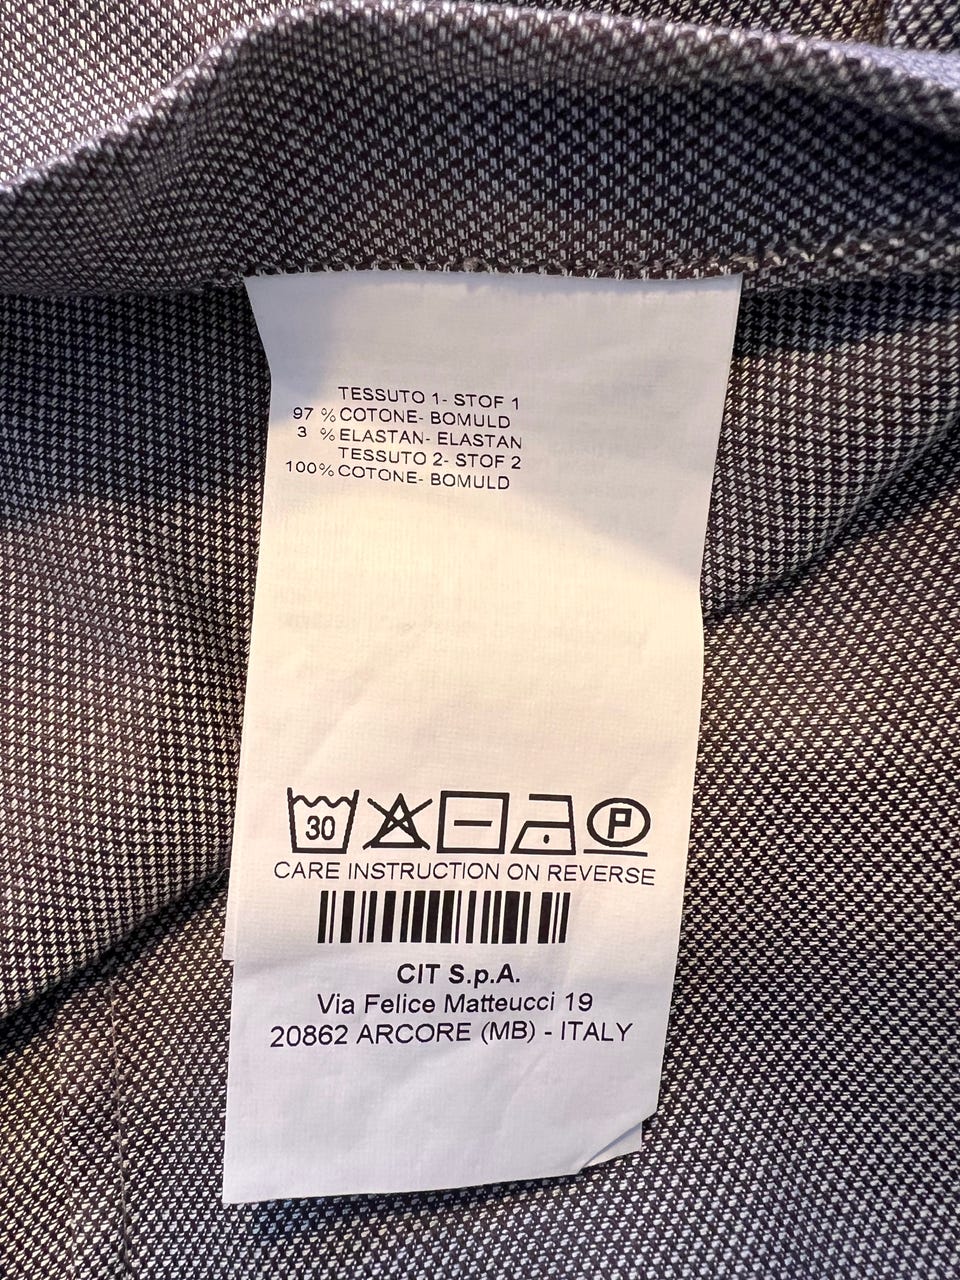 TESSUTO 1- STOF 1
97 % COTONE- BOMULD
3 % ELASTAN- ELASTAN
TESSUTO 2- STOF 2
100% COTONE- BOMULD
30 P
CARE INSTRUCTION ON REVERSE
CIT S.p.A.
Via Felice Matteucci 19
20862 ARCORE (MB) - ITALY